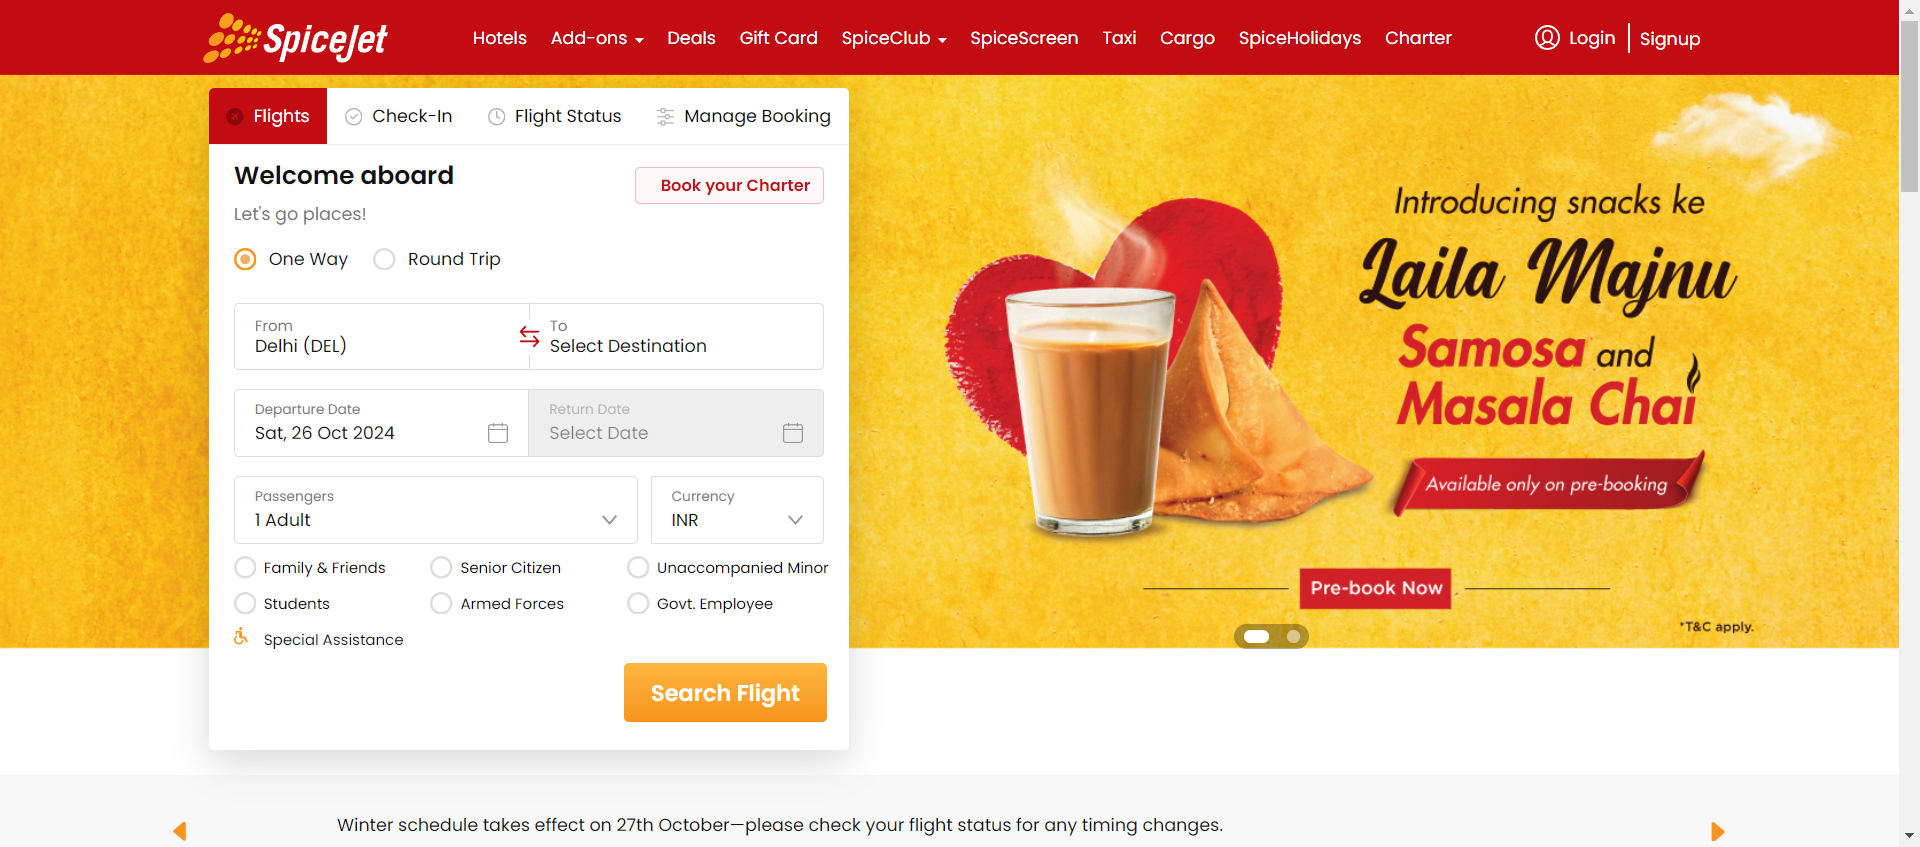 SpiceJet
Hotels
Add-ons
Deals
Gift Card
SpiceClub
SpiceScreen
Taxi
Cargo
SpiceHolidays
Charter
Login
Signup
Flights
Check-In
Flight Status
Manage Booking
Welcome aboard
Book your Charter
Let's go places!
One Way
Round Trip
From
Delhi (DEL)
To
Select Destination
Departure Date
Sat, 26 Oct 2024
Return Date
Select Date
Passengers
1 Adult
Currency
INR
Family & Friends
Senior Citizen
Unaccompanied Minor
Students
Armed Forces
Govt. Employee
Special Assistance
Search Flight
Introducing snacks ke
Laila Majnu
Samosa and
Masala Chai
Available only on pre-booking
Pre-book Now
*T&C apply.
Winter schedule takes effect on 27th October—please check your flight status for any timing changes.